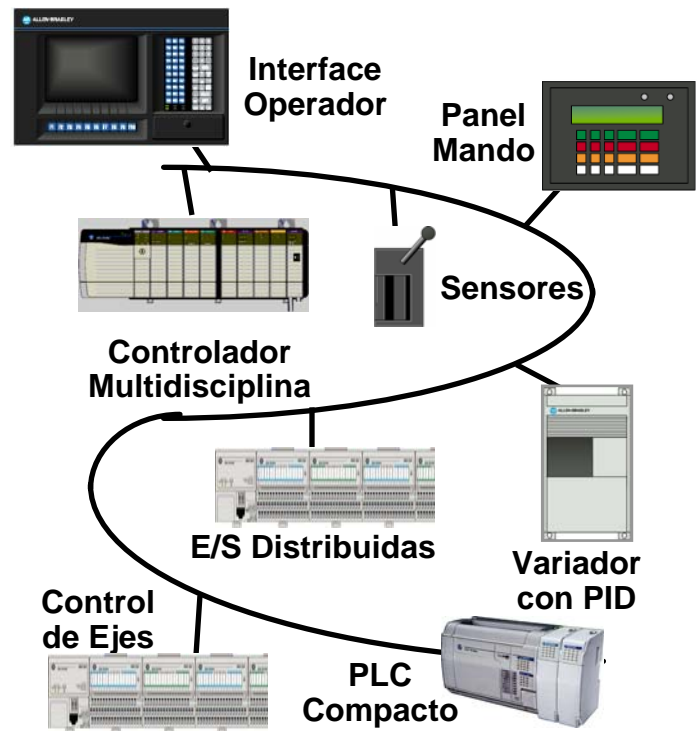 ALLEN-BRADLEY
Interface
Operador
Panel
Mando
Sensores
Controlador
Multidisciplina
ALLEN-BRADLEY
E/S Distribuidas
Variador
con PID
Control
de Ejes
PLC
Compacto